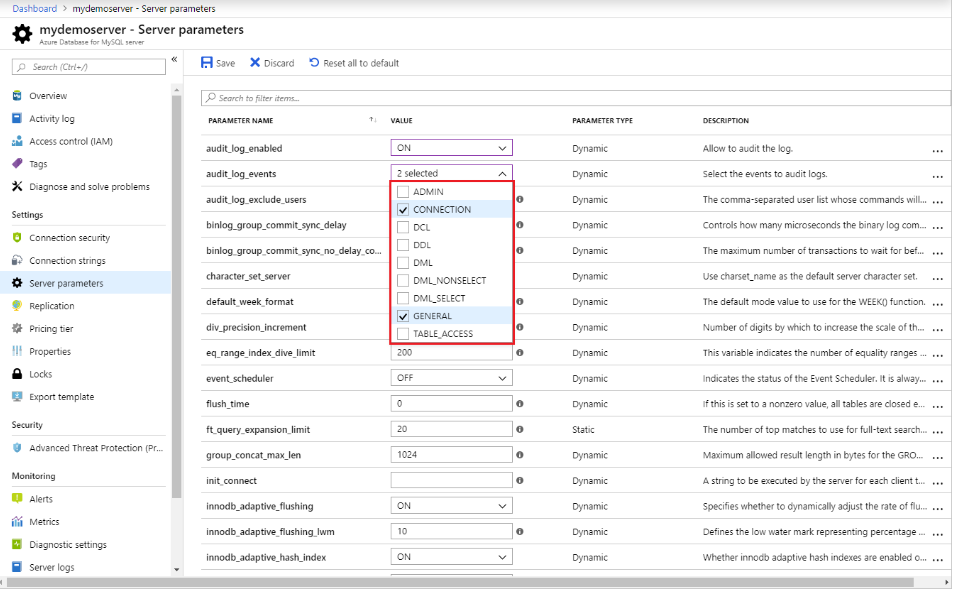 Dashboard > mydemoserver - Server parameters
mydemoserver - Server parameters
Azure Database for MySQL server
Search (Ctrl+/)
«
Overview
Activity log
Access control (IAM)
Tags
Diagnose and solve problems
Settings
Connection security
Connection strings
Server parameters
Replication
Pricing tier
Properties
Locks
Export template
Security
Advanced Threat Protection (Pr...
Monitoring
Alerts
Metrics
Diagnostic settings
Server logs
Save Discard Reset all to default
Search to filter items...
PARAMETER NAME VALUE PARAMETER TYPE DESCRIPTION
audit_log_enabled ON Dynamic Allow to audit the log. ...
audit_log_events 2 selected Dynamic Select the events to audit logs. ...
ADMIN
CONNECTION
DCL
DDL
DML
DML_NONSELECT
DML_SELECT
GENERAL
TABLE_ACCESS
audit_log_exclude_users Dynamic The comma-separated user list whose commands will... ...
binlog_group_commit_sync_delay Dynamic Controls how many microseconds the binary log com... ...
binlog_group_commit_sync_no_delay_co... Dynamic The maximum number of transactions to wait for bef... ...
character_set_server Dynamic Use charset_name as the default server character set. ...
default_week_format Dynamic The default mode value to use for the WEEK() function. ...
div_precision_increment Dynamic Number of digits by which to increase the scale of th... ...
eq_range_index_dive_limit 200 Dynamic This variable indicates the number of equality ranges ... ...
event_scheduler OFF Dynamic Indicates the status of the Event Scheduler. It is alway... ...
flush_time 0 Dynamic If this is set to a nonzero value, all tables are closed e... ...
ft_query_expansion_limit 20 Static The number of top matches to use for full-text search... ...
group_concat_max_len 1024 Dynamic Maximum allowed result length in bytes for the GRO... ...
init_connect Dynamic A string to be executed by the server for each client t... ...
innodb_adaptive_flushing ON Dynamic Specifies whether to dynamically adjust the rate of flu... ...
innodb_adaptive_flushing_lwm 10 Dynamic Defines the low water mark representing percentage ... ...
innodb_adaptive_hash_index ON Dynamic Whether innodb adaptive hash indexes are enabled o... ...